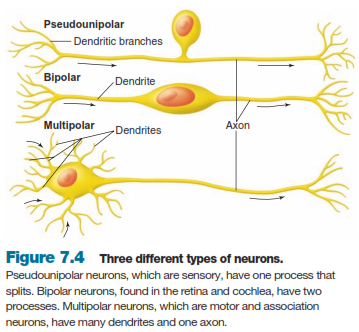 Pseudounipolar
Dendritic branches
Bipolar
Dendrite
Multipolar
Dendrites
Axon
Figure 7.4 Three different types of neurons.
Pseudounipolar neurons, which are sensory, have one process that
splits. Bipolar neurons, found in the retina and cochlea, have two
processes. Multipolar neurons, which are motor and association
neurons, have many dendrites and one axon.